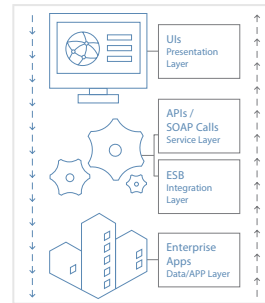 UIs
Presentation
Layer
APIs /
SOAP Calls
Service Layer
ESB
Integration
Layer
Enterprise
Apps
Data/APP Layer